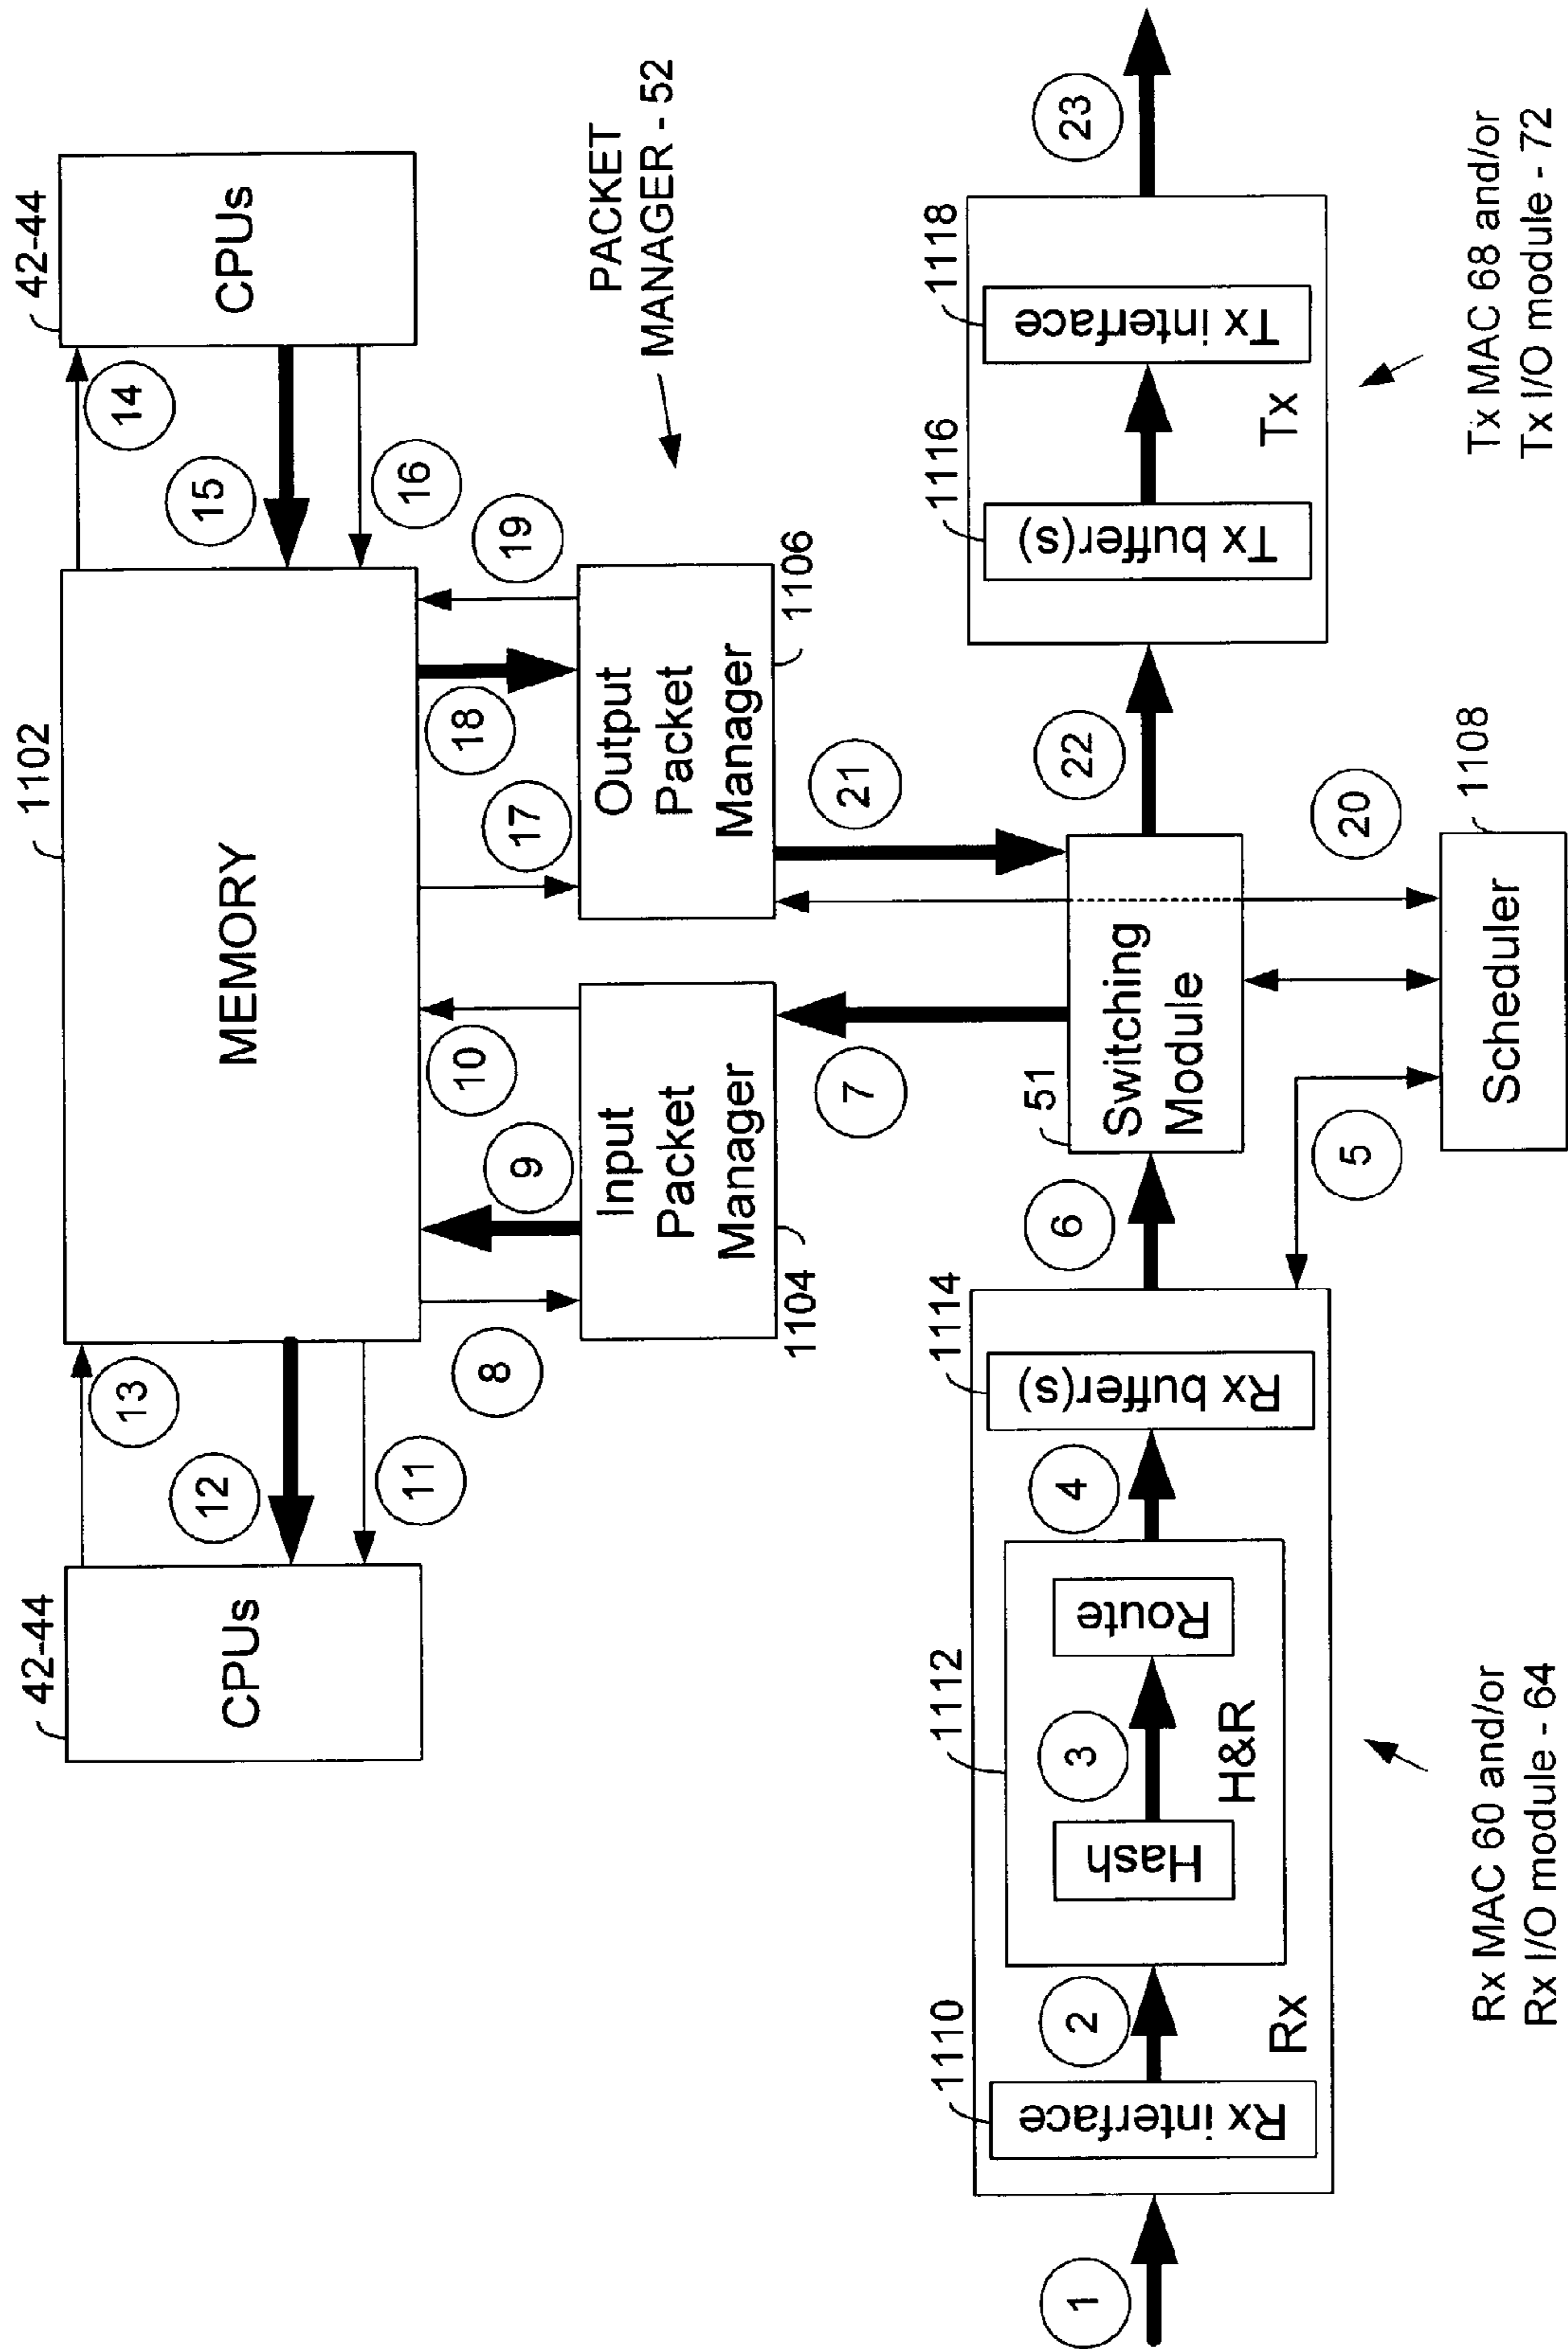 42-44
CPUs
13
12
11
1102
MEMORY
42-44
CPUs
14
15
16
8
9
10
17
18
19
Input
Packet
Manager
1104
Output
Packet
Manager
1106
PACKET
MANAGER - 52
7
21
1
1110
Rx interface
2
1112
Hash
3
Route
H&R
4
1114
Rx buffer(s)
Rx
6
51
Switching
Module
22
1116
Tx buffer(s)
1118
Tx interface
Tx
23
5
20
Scheduler
1108
Rx MAC 60 and/or
Rx I/O module - 64
Tx MAC 68 and/or
Tx I/O module - 72